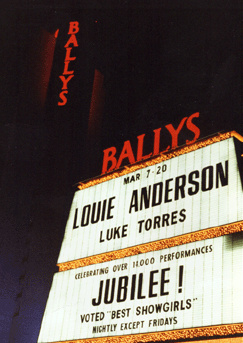 BALLYS
BALLYS
MAR 7-20
LOUIE ANDERSON
LUKE TORRES
CELEBRATING OVER 14,000 PERFORMANCES
JUBILEE!
VOTED "BEST SHOWGIRLS"
NIGHTLY EXCEPT FRIDAYS